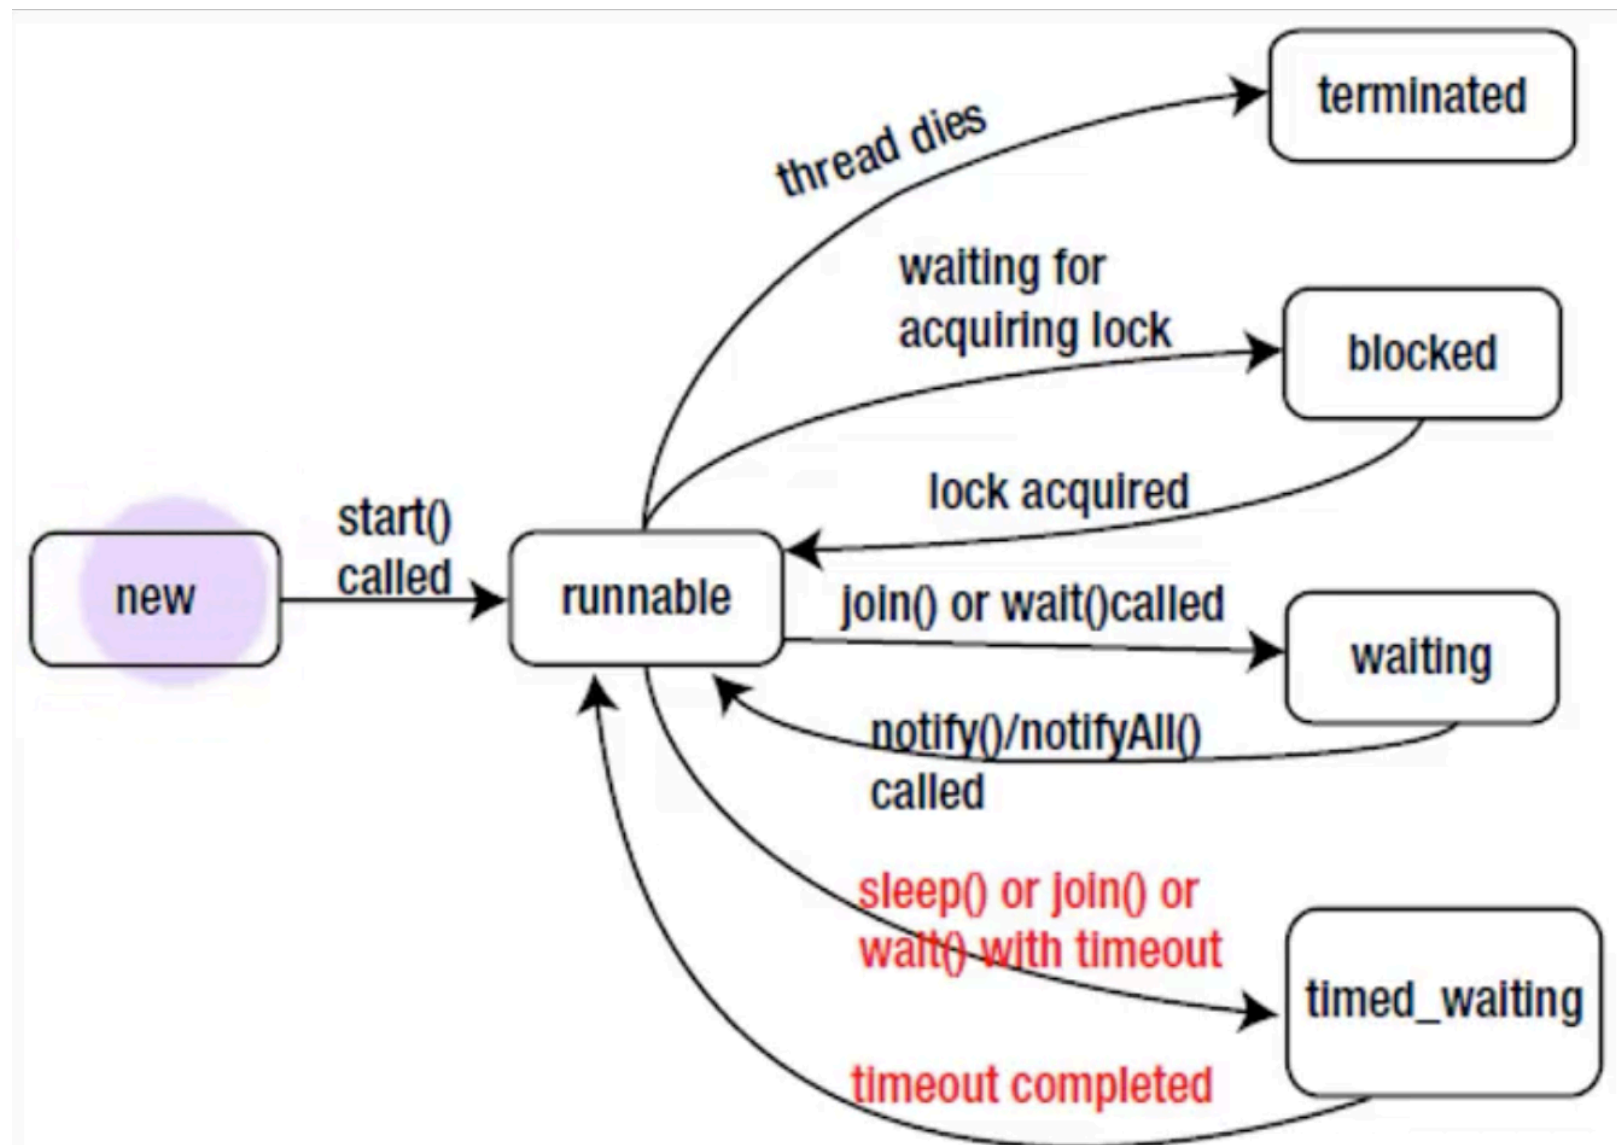 terminated
thread dies
waiting for
acquiring lock
blocked
lock acquired
start()
called
new
runnable
join() or wait()called
waiting
notify()/notifyAll()
called
sleep() or join() or
wait() with timeout
timed_waiting
timeout completed